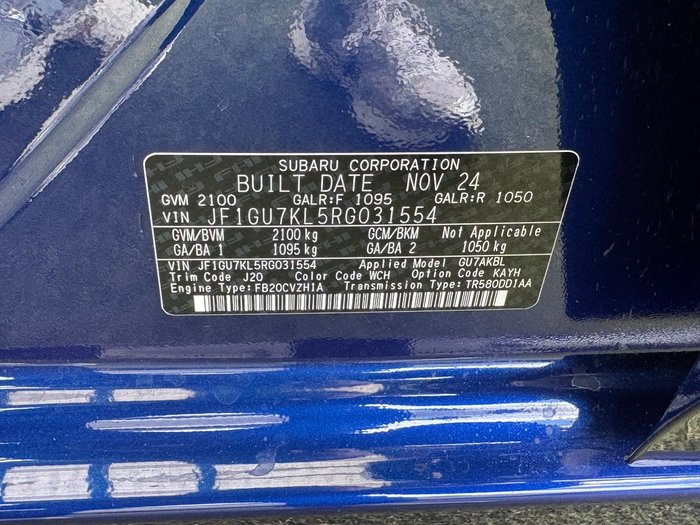 SUBARU CORPORATION
BUILT DATE NOV 24
GVM 2100 GALR:F 1095 GALR:R 1050
VIN JF1GU7KL5RG031554
GVM/BVM 2100 kg GCM/BKM Not Applicable
GA/BA 1 1095 kg GA/BA 2 1050 kg
VIN JF1GU7KL5RG031554 Applied Model GU7AKBL
Trim Code J20 Color Code WCH Option Code KAYH
Engine Type:FB20CVZH1A Transmission Type:TR580DD1AA